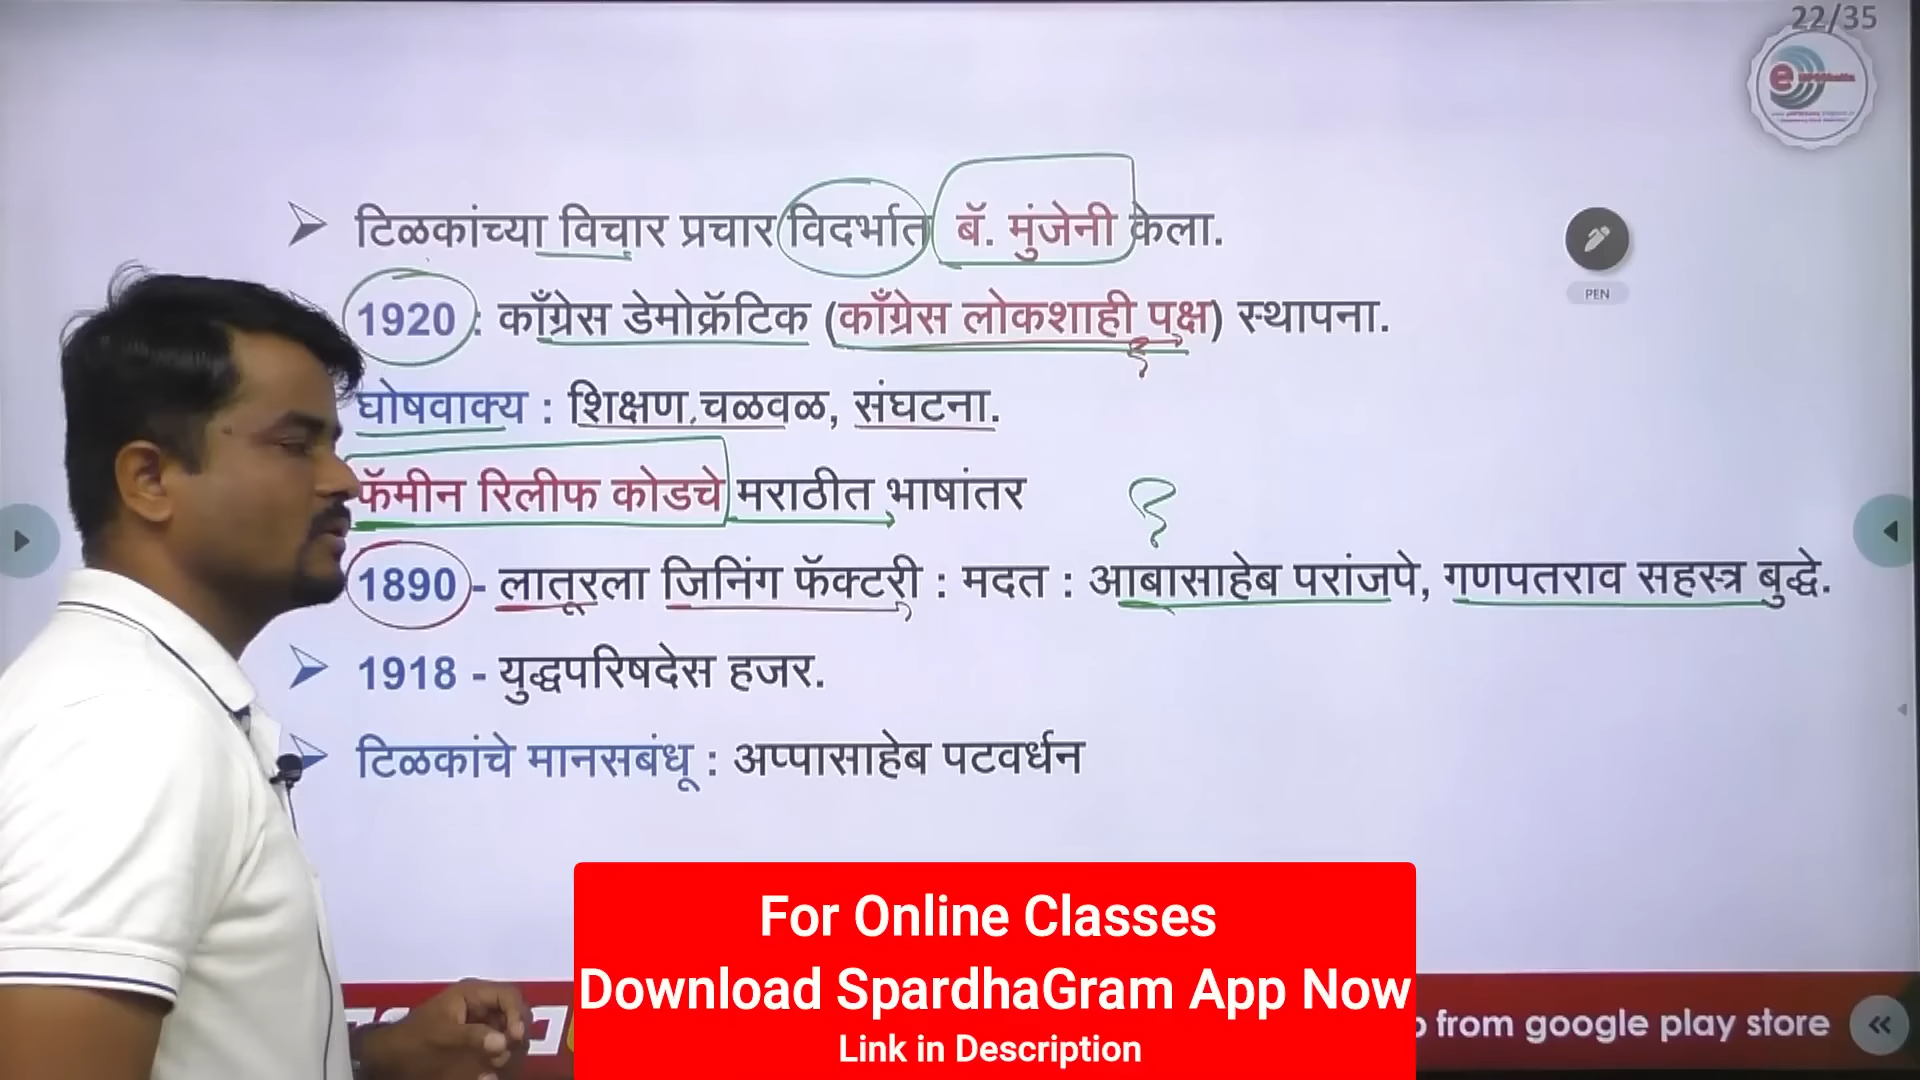 22/35
टिळकांच्या विचार प्रचार विदर्भात बॅ. मुंजेनी केला.
PEN
1920 : काँग्रेस डेमोक्रॅटिक (काँग्रेस लोकशाही पक्ष) स्थापना.
घोषवाक्य : शिक्षण, चळवळ, संघटना.
फॅमीन रिलीफ कोडचे मराठीत भाषांतर
1890 - लातूरला जिनिंग फॅक्टरी : मदत : आबासाहेब परांजपे, गणपतराव सहस्त्र बुद्धे.
1918 - युद्धपरिषदेस हजर.
टिळकांचे मानसबंधू : अप्पासाहेब पटवर्धन
For Online Classes
Download SpardhaGram App Now
Link in Description
from google play store